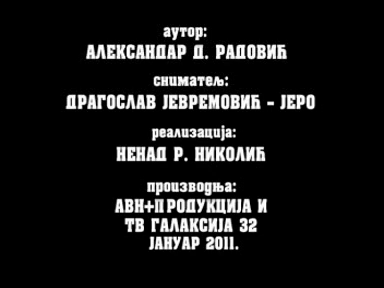 аутор:
АЛЕКСАНДАР Д. РАДОВИЋ
сниматељ:
ДРАГОСЛАВ ЈЕВРЕМОВИЋ - ЈЕРО
реализација:
НЕНАД Р. НИКОЛИЋ
производња:
АВН+ПРОДУКЦИЈА И
ТВ ГАЛАКСИЈА 32
ЈАНУАР 2011.